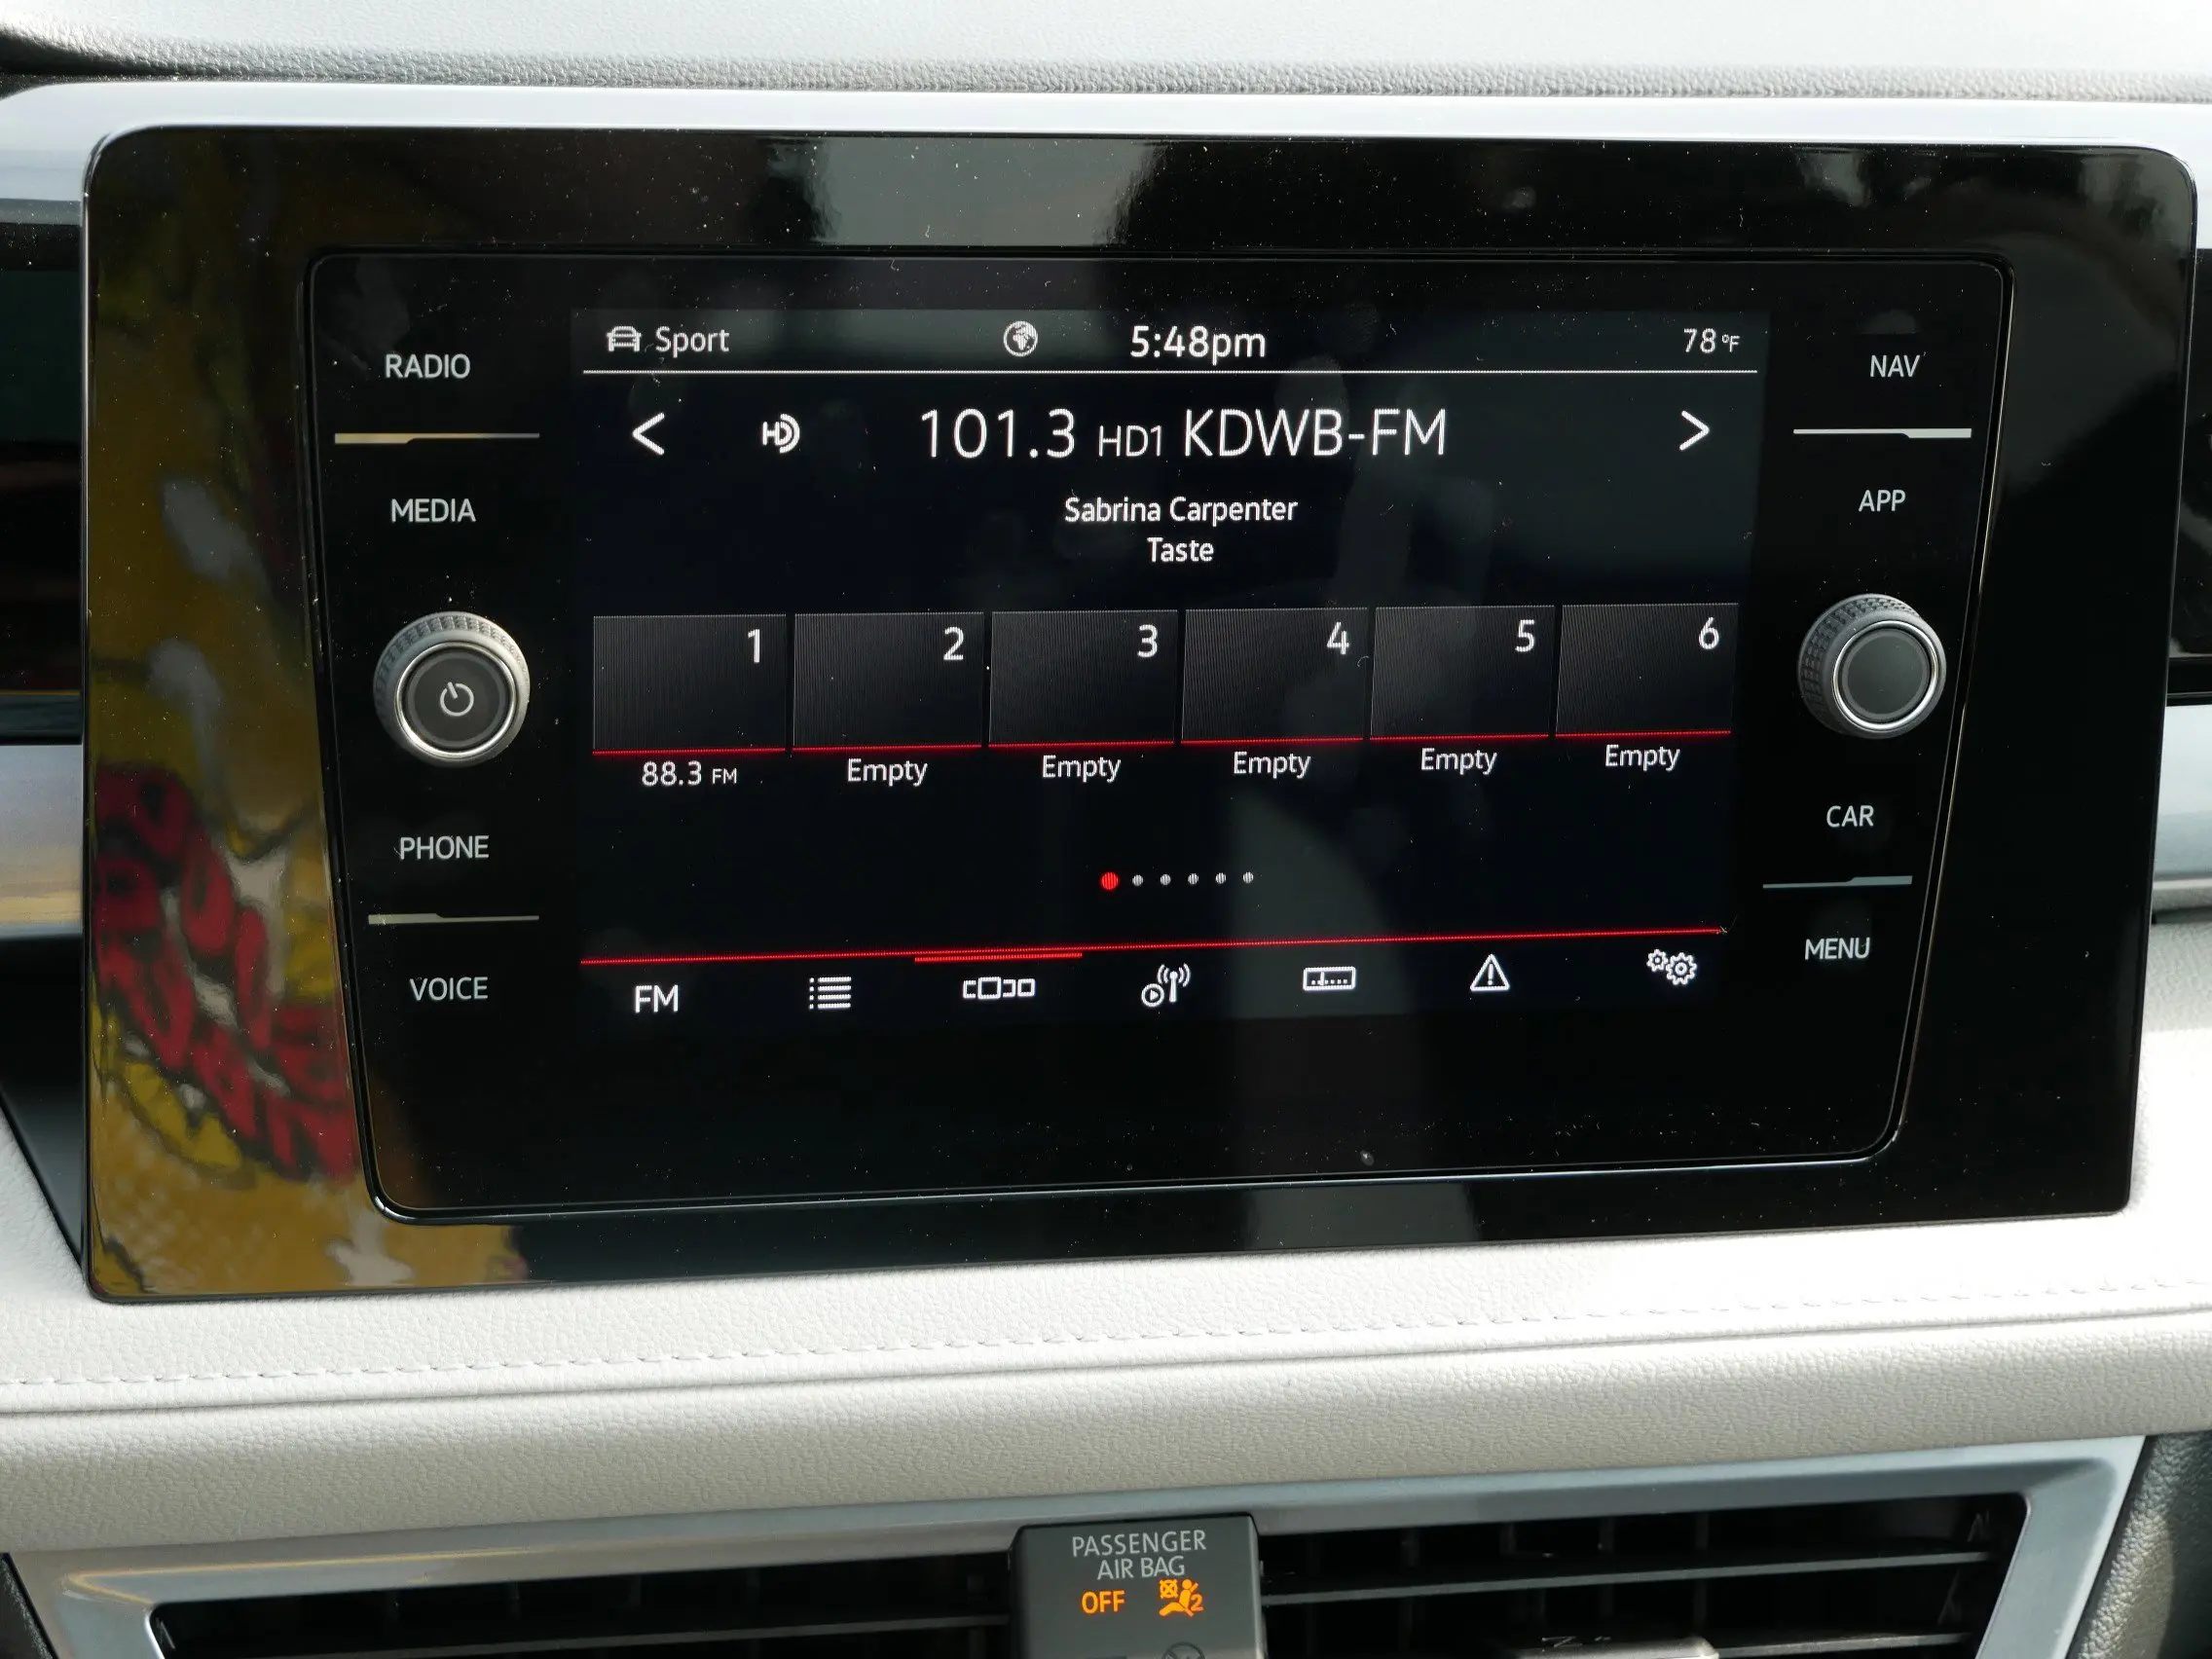 Sport 5:48pm 78°F
RADIO
NAV
101.3 HD1 KDWB-FM
MEDIA
APP
Sabrina Carpenter
Taste
1 2 3 4 5 6
88.3 FM Empty Empty Empty Empty Empty
PHONE
CAR
VOICE
MENU
FM
PASSENGER
AIR BAG
OFF 2